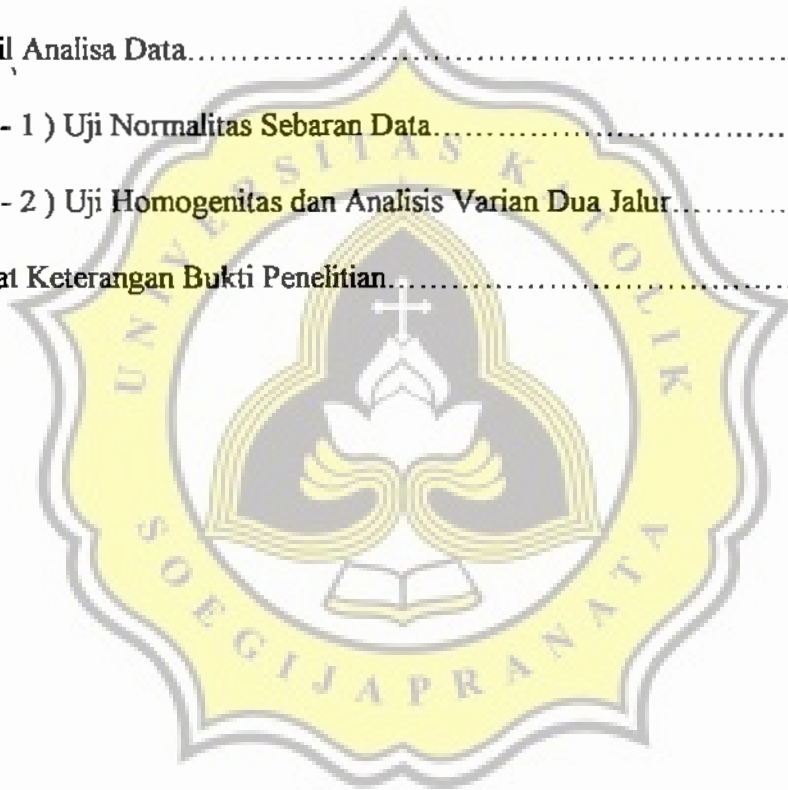 il Analisa Data.......................................................
- 1 ) Uji Normalitas Sebaran Data................................
- 2 ) Uji Homogenitas dan Analisis Varian Dua Jalur............
at Keterangan Bukti Penelitian..................................
UNIVERSITAS KATOLIK
SOEGIJAPRANATA